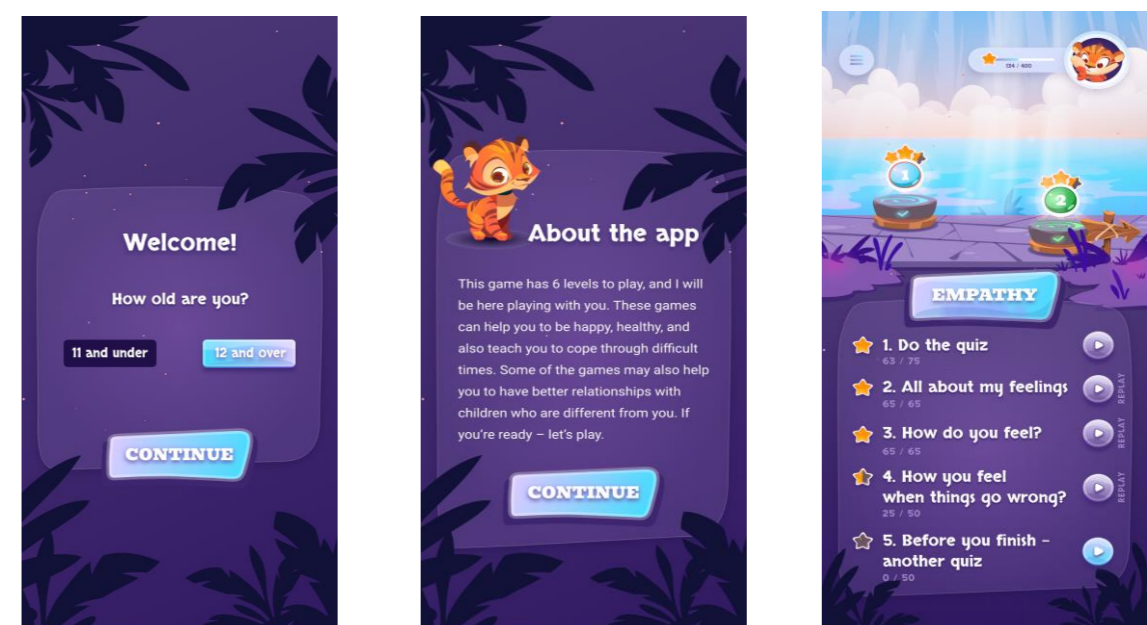 Welcome!
How old are you?
11 and under
12 and over
CONTINUE
About the app
This game has 6 levels to play, and I will
be here playing with you. These games
can help you to be happy, healthy, and
also teach you to cope through difficult
times. Some of the games may also help
you to have better relationships with
children who are different from you. If
you're ready – let's play.
CONTINUE
134 / 400
1
2
EMPATHY
1. Do the quiz
63 / 75
2. All about my feelings
65 / 65
REPLAY
3. How do you feel?
65 / 65
4. How you feel
when things go wrong?
25 / 50
REPLAY
5. Before you finish –
another quiz
0 / 50